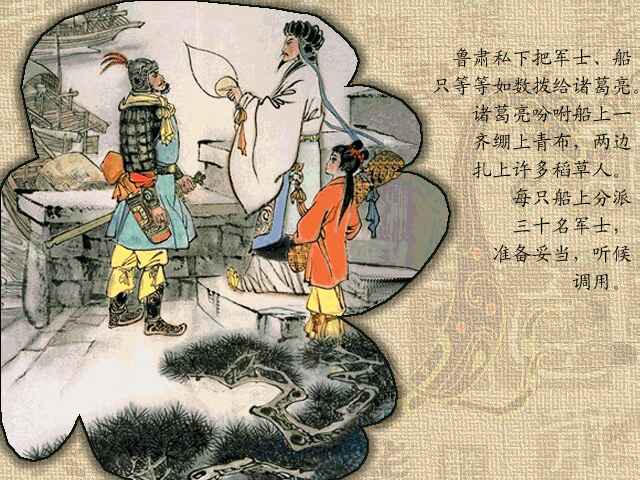 鲁肃私下把军士、船
只等等如数拨给诸葛亮。
诸葛亮吩咐船上一
齐绷上青布，两边
扎上许多稻草人。
每只船上分派
三十名军士，
准备妥当，听候
调用。